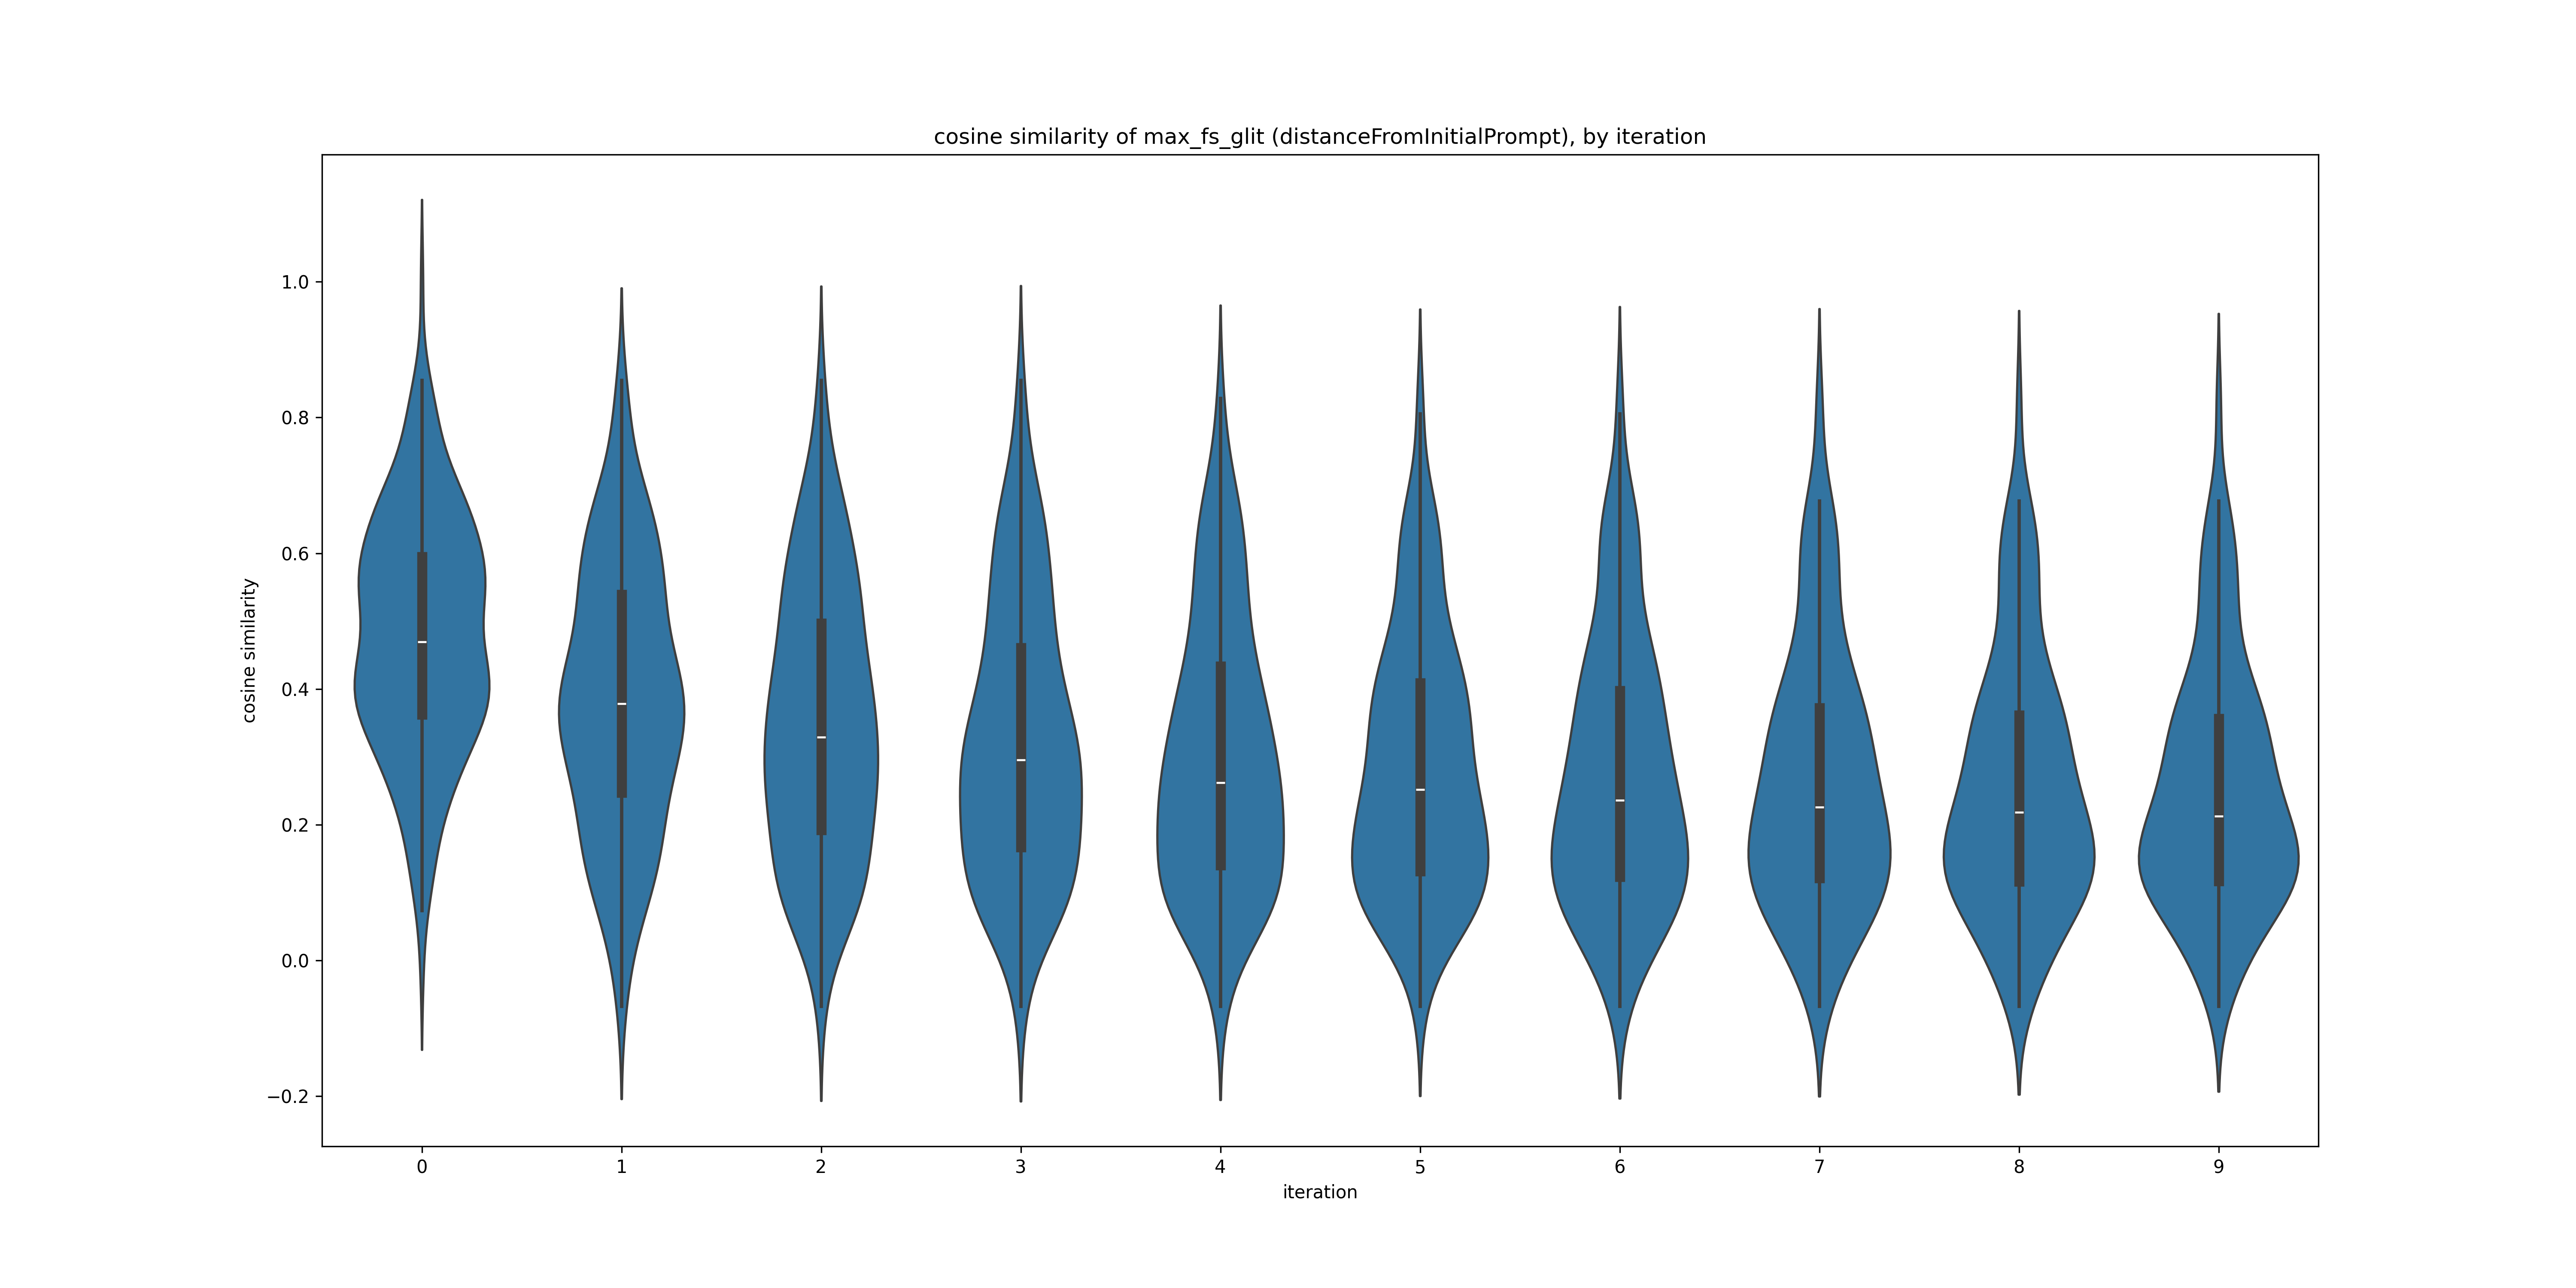 cosine similarity of max_fs_glit (distanceFromInitialPrompt), by iteration
cosine similarity
1.0
0.8
0.6
0.4
0.2
0.0
−0.2
0 1 2 3 4 5 6 7 8 9
iteration